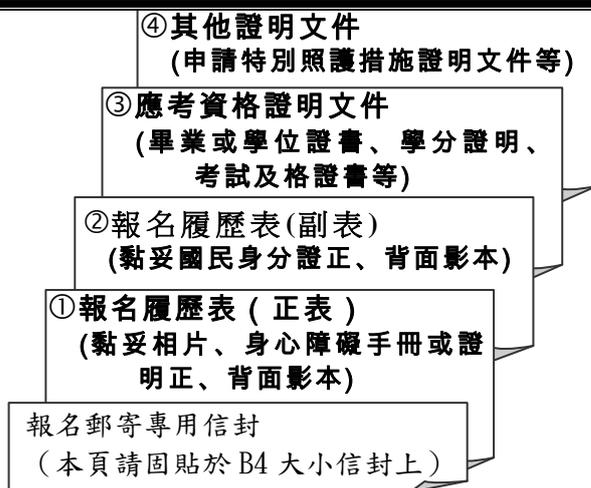 ④其他證明文件
(申請特別照護措施證明文件等)
③應考資格證明文件
(畢業或學位證書、學分證明、
考試及格證書等)
②報名履歷表(副表)
(黏妥國民身分證正、背面影本)
①報名履歷表(正表)
(黏妥相片、身心障礙手冊或證
明正、背面影本)
報名郵寄專用信封
(本頁請固貼於 B4 大小信封上)